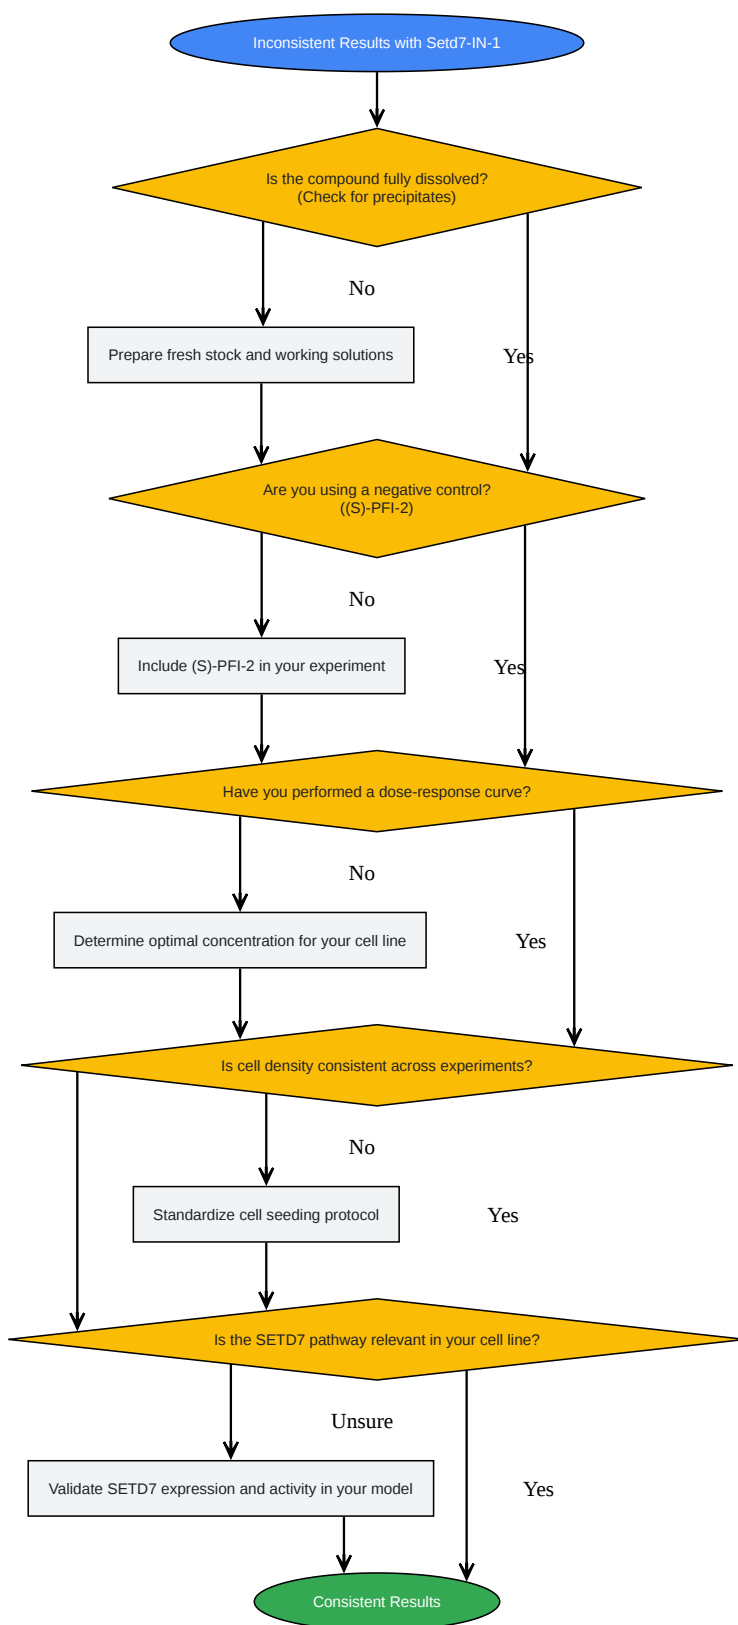 Inconsistent Results with Setd7-IN-1
Is the compound fully dissolved?
(Check for precipitates)
No
Prepare fresh stock and working solutions
Yes
Are you using a negative control?
((S)-PFI-2)
No
Include (S)-PFI-2 in your experiment
Yes
Have you performed a dose-response curve?
No
Determine optimal concentration for your cell line
Yes
Is cell density consistent across experiments?
No
Standardize cell seeding protocol
Yes
Is the SETD7 pathway relevant in your cell line?
Unsure
Validate SETD7 expression and activity in your model
Yes
Consistent Results